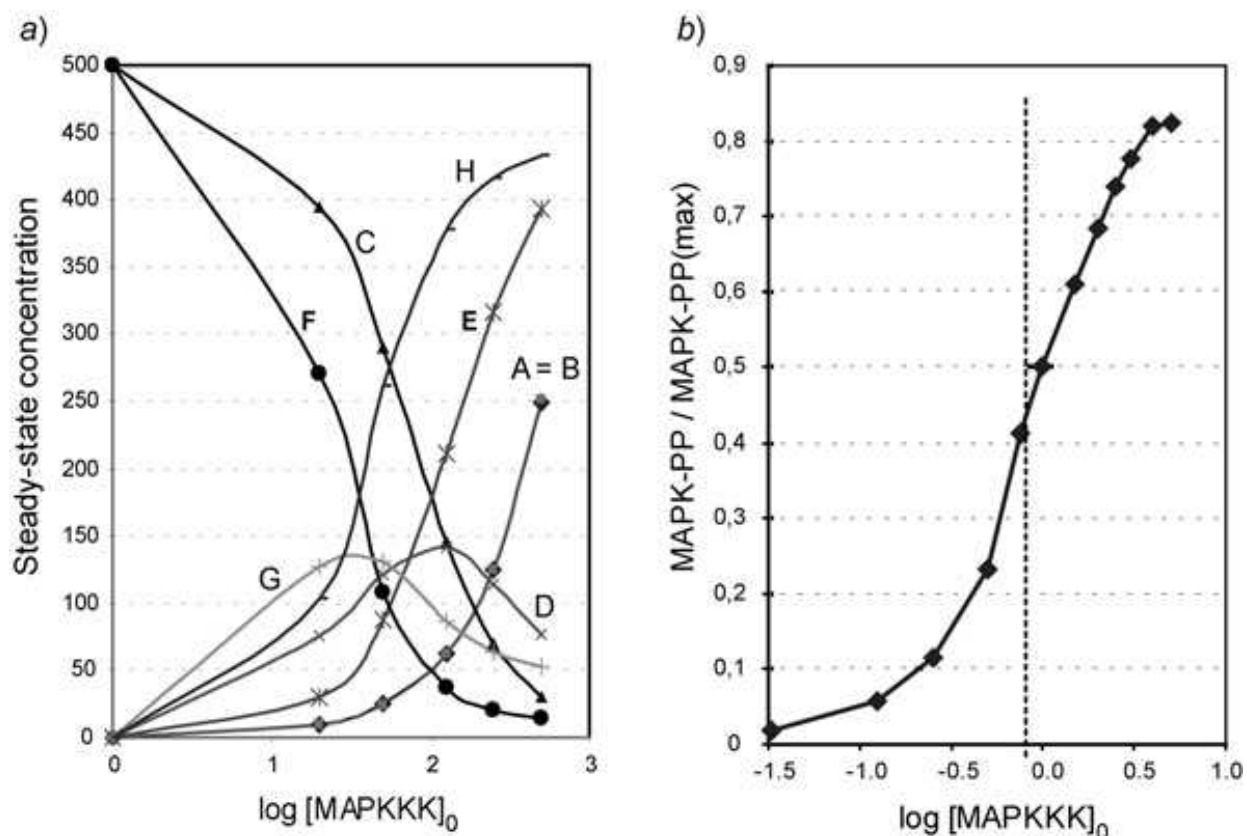 a)
b)
500
450
400
350
300
250
200
150
100
50
0
Steady-state concentration
H
C
F
E
A = B
G
D
0
1
2
3
log [MAPKKK]0
0,9
0,8
0,7
0,6
0,5
0,4
0,3
0,2
0,1
0
MAPK-PP / MAPK-PP(max)
-1.5
-1.0
-0.5
0.0
0.5
1.0
log [MAPKKK]0